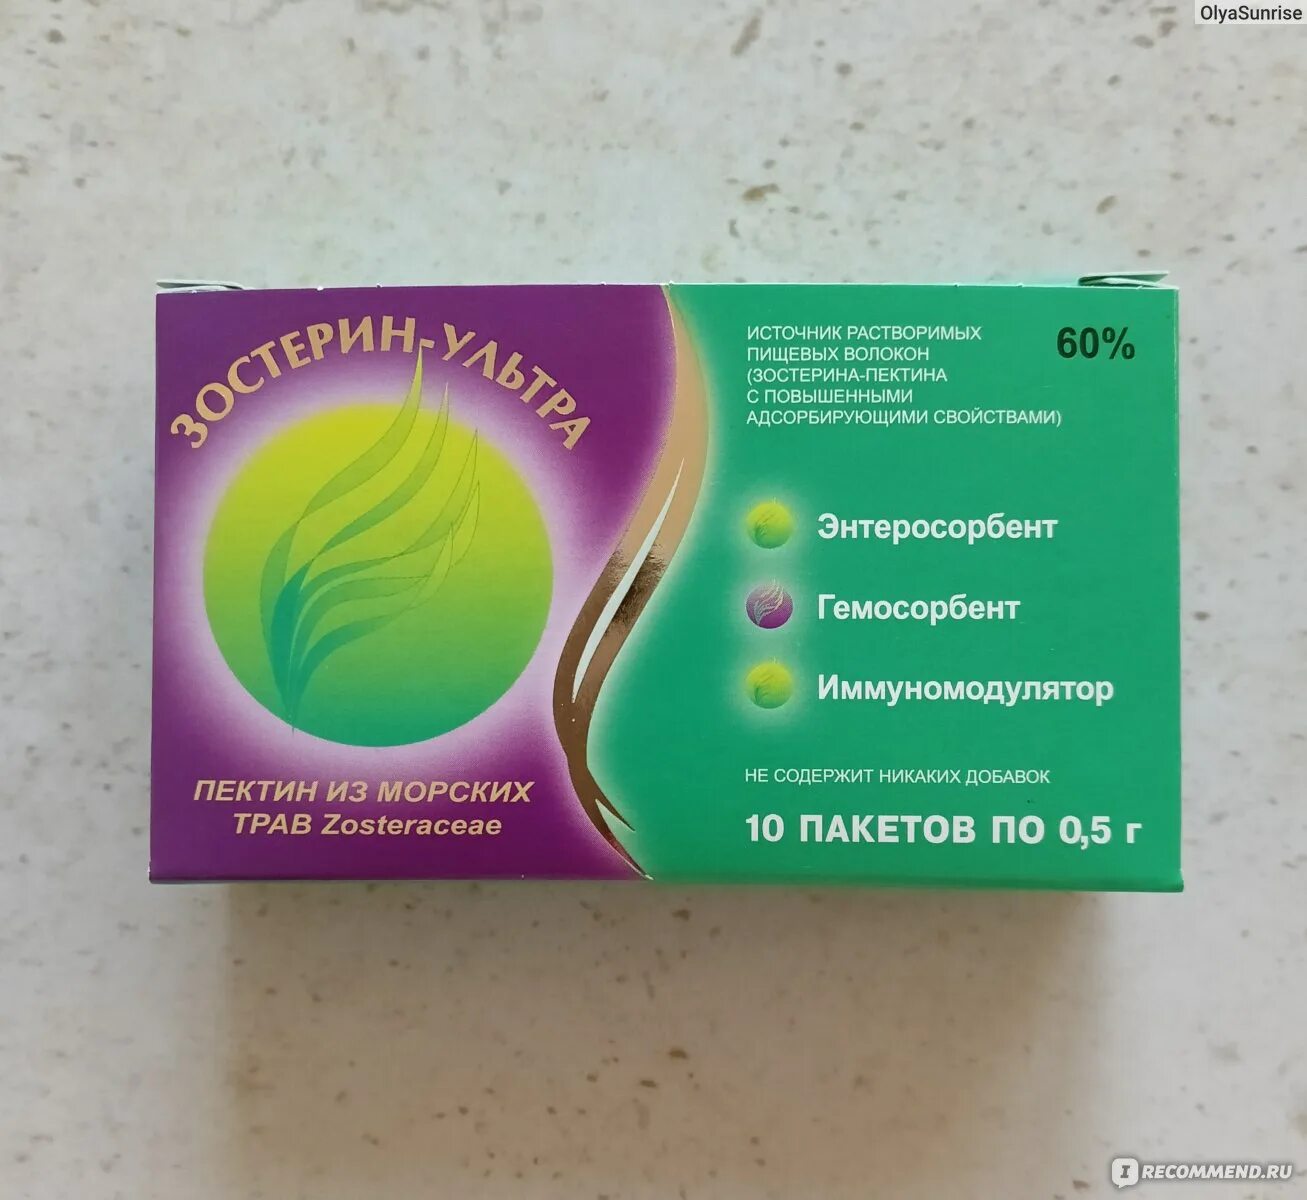 OlyaSunrise
ЗОСТЕРИН-УЛЬТРА
ПЕКТИН ИЗ МОРСКИХ
ТРАВ Zosteraceae
ИСТОЧНИК РАСТВОРИМЫХ
ПИЩЕВЫХ ВОЛОКОН
(ЗОСТЕРИНА-ПЕКТИНА
С ПОВЫШЕННЫМИ
АДСОРБИРУЮЩИМИ СВОЙСТВАМИ)
60%
Энтеросорбент
Гемосорбент
Иммуномодулятор
НЕ СОДЕРЖИТ НИКАКИХ ДОБАВОК
10 ПАКЕТОВ ПО 0,5 г
I RECOMMEND.RU